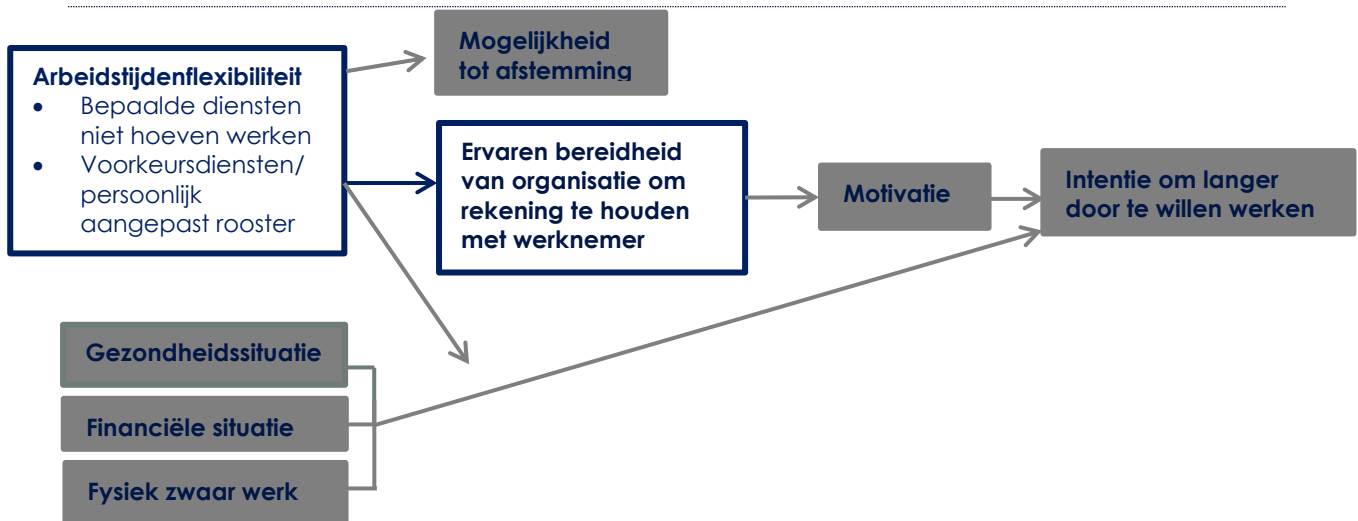 Arbeidstijdenflexibiliteit
• Bepaalde diensten
niet hoeven werken
• Voorkeursdiensten/
persoonlijk
aangepast rooster
Mogelijkheid
tot afstemming
Ervaren bereidheid
van organisatie om
rekening te houden
met werknemer
Motivatie
Intentie om langer
door te willen werken
Gezondheidssituatie
Financiële situatie
Fysiek zwaar werk